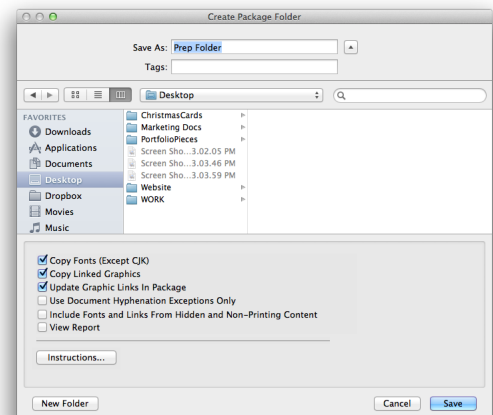 Create Package Folder
Save As: Prep Folder
Tags:
Desktop
FAVORITES
Downloads
Applications
Documents
Desktop
Dropbox
Movies
Music
ChristmasCards
Marketing Docs
PortfolioPieces
Screen Sho...3.02.05 PM
Screen Sho...3.03.46 PM
Screen Sho...3.03.59 PM
Website
WORK
Copy Fonts (Except CJK)
Copy Linked Graphics
Update Graphic Links In Package
Use Document Hyphenation Exceptions Only
Include Fonts and Links From Hidden and Non-Printing Content
View Report
Instructions...
New Folder
Cancel
Save